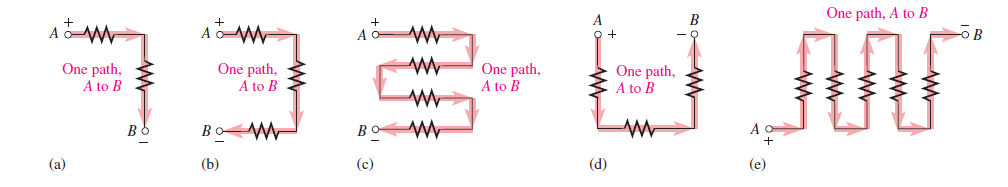 +
A
One path,
A to B
B
−
(a)
+
A
One path,
A to B
B
−
(b)
+
A
One path,
A to B
B
−
(c)
A
+
B
−
One path,
A to B
(d)
One path, A to B
−
B
A
+
(e)